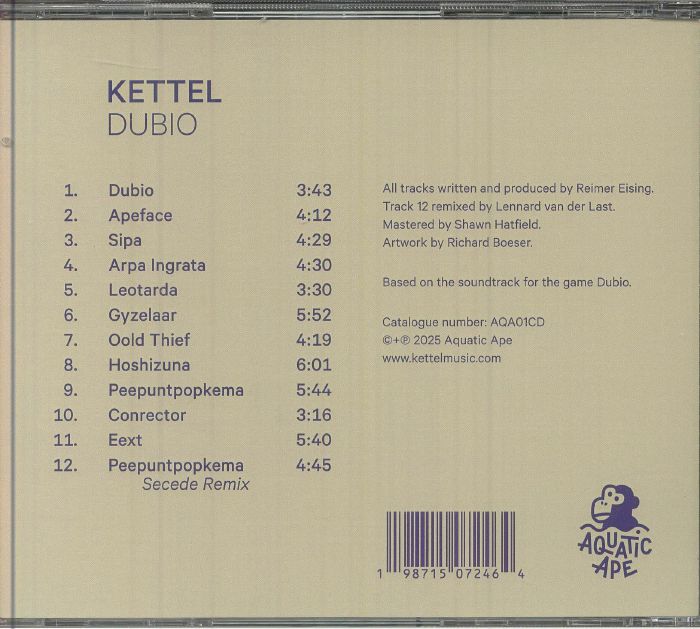 KETTEL
DUBIO
1. Dubio 3:43
2. Apeface 4:12
3. Sipa 4:29
4. Arpa Ingrata 4:30
5. Leotarda 3:30
6. Gyzelaar 5:52
7. Oold Thief 4:19
8. Hoshizuna 6:01
9. Peepuntpopkema 5:44
10. Conrector 3:16
11. Eext 5:40
12. Peepuntpopkema 4:45
Secede Remix
All tracks written and produced by Reimer Eising.
Track 12 remixed by Lennard van der Last.
Mastered by Shawn Hatfield.
Artwork by Richard Boeser.
Based on the soundtrack for the game Dubio.
Catalogue number: AQA01CD
©+℗ 2025 Aquatic Ape
www.kettelmusic.com
1 98715 07246 4
AQUATIC
APE